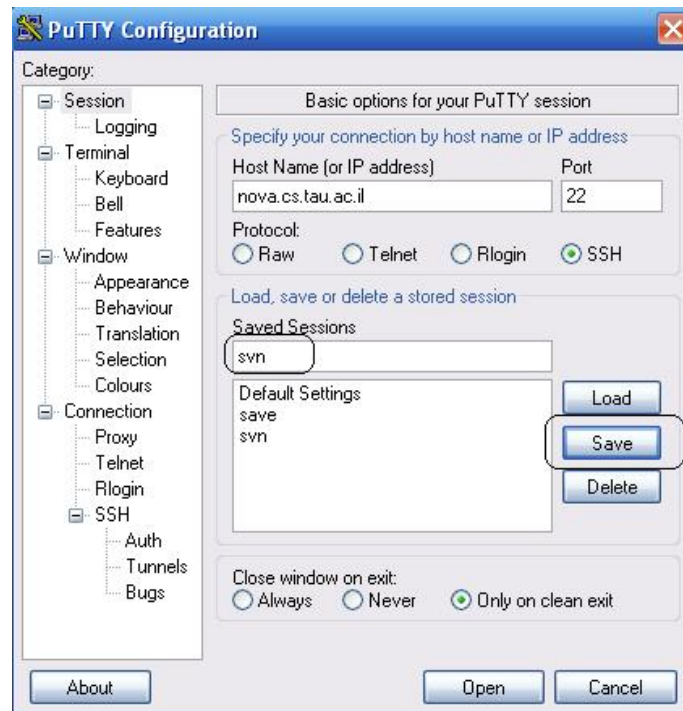 PuTTY Configuration
Category:
Session
Logging
Terminal
Keyboard
Bell
Features
Window
Appearance
Behaviour
Translation
Selection
Colours
Connection
Proxy
Telnet
Rlogin
SSH
Auth
Tunnels
Bugs
Basic options for your PuTTY session
Specify your connection by host name or IP address
Host Name (or IP address) Port
nova.cs.tau.ac.il 22
Protocol:
Raw Telnet Rlogin SSH
Load, save or delete a stored session
Saved Sessions
svn
Default Settings
save
svn
Load
Save
Delete
Close window on exit:
Always Never Only on clean exit
About Open Cancel